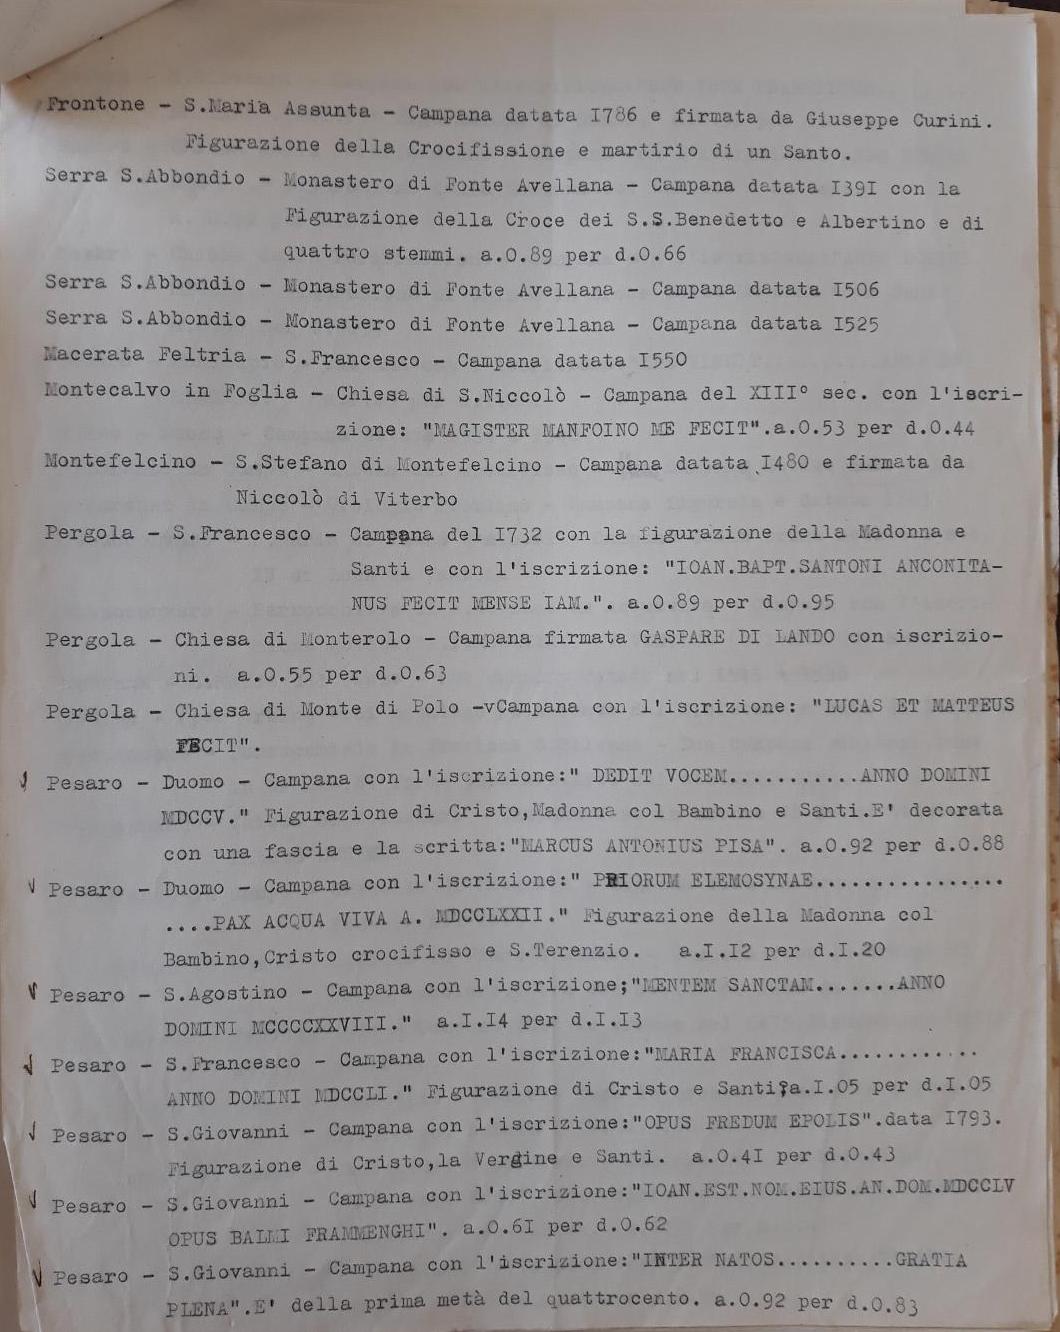 Frontone - S.Maria Assunta - Campana datata I786 e firmata da Giuseppe Curini.
Figurazione della Crocifissione e martirio di un Santo.
Serra S.Abbondio - Monastero di Fonte Avellana - Campana datata I39I con la
Figurazione della Croce dei S.S.Benedetto e Albertino e di
quattro stemmi. a.0.89 per d.0.66
Serra S.Abbondio - Monastero di Fonte Avellana - Campana datata I506
Serra S.Abbondio - Monastero di Fonte Avellana - Campana datata I525
Macerata Feltria - S.Francesco - Campana datata I550
Montecalvo in Foglia - Chiesa di S.Niccolò - Campana del XIII° sec. con l'iscri-
zione: "MAGISTER MANFOINO ME FECIT".a.0.53 per d.0.44
Montefelcino - S.Stefano di Montefelcino - Campana datata I480 e firmata da
Niccolò di Viterbo
Pergola - S.Francesco - Campana del I732 con la figurazione della Madonna e
Santi e con l'iscrizione: "IOAN.BAPT.SANTONI ANCONITA-
NUS FECIT MENSE IAM.". a.0.89 per d.0.95
Pergola - Chiesa di Monterolo - Campana firmata GASPARE DI LANDO con iscrizio-
ni. a.0.55 per d.0.63
Pergola - Chiesa di Monte di Polo -vCampana con l'iscrizione: "LUCAS ET MATTEUS
FECIT".
Pesaro - Duomo - Campana con l'iscrizione:" DEDIT VOCEM...........ANNO DOMINI
MDCCV." Figurazione di Cristo,Madonna col Bambino e Santi.E' decorata
con una fascia e la scritta:"MARCUS ANTONIUS PISA". a.0.92 per d.0.88
Pesaro - Duomo - Campana con l'iscrizione:" PRIORUM ELEMOSYNAE................
....PAX ACQUA VIVA A. MDCCLXXII." Figurazione della Madonna col
Bambino,Cristo crocifisso e S.Terenzio. a.I.I2 per d.I.20
Pesaro - S.Agostino - Campana con l'iscrizione;"MENTEM SANCTAM.......ANNO
DOMINI MCCCCXXVIII." a.I.I4 per d.I.I3
Pesaro - S.Francesco - Campana con l'iscrizione:"MARIA FRANCISCA............
ANNO DOMINI MDCCLI." Figurazione di Cristo e Santi;a.I.05 per d.I.05
Pesaro - S.Giovanni - Campana con l'iscrizione:"OPUS FREDUM EPOLIS".data I793.
Figurazione di Cristo,la Vergine e Santi. a.0.4I per d.0.43
Pesaro - S.Giovanni - Campana con l'iscrizione:"IOAN.EST.NOM.EIUS.AN.DOM.MDCCLV
OPUS BALMI FRAMMENGHI". a.0.6I per d.0.62
Pesaro - S.Giovanni - Campana con l'iscrizione:"INTER NATOS..........GRATIA
PLENA".E' della prima metà del quattrocento. a.0.92 per d.0.83